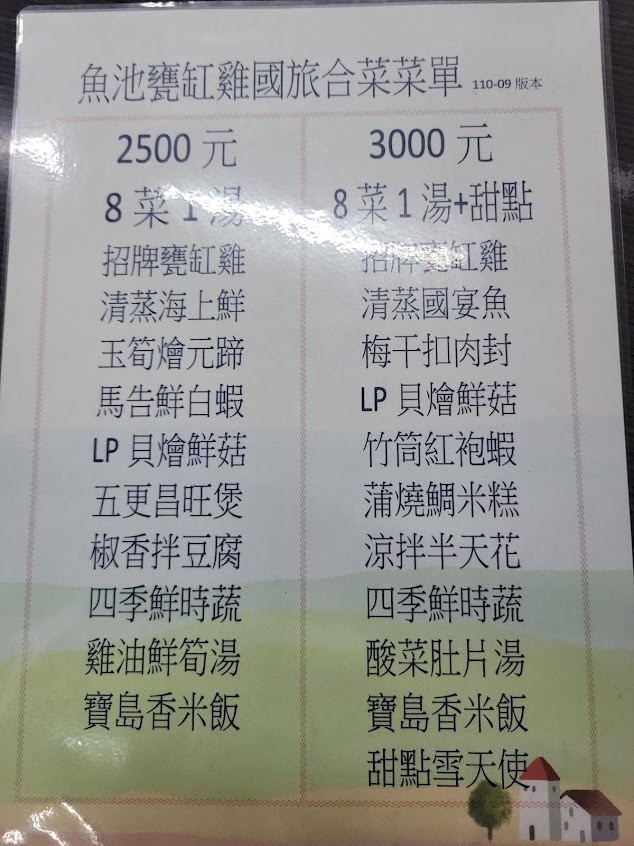 魚池甕缸雞國旅合菜菜單 110-09 版本
2500 元
8 菜 1 湯
招牌甕缸雞
清蒸海上鮮
玉筍燴元蹄
馬告鮮白蝦
LP 貝燴鮮菇
五更昌旺煲
椒香拌豆腐
四季鮮時蔬
雞油鮮筍湯
寶島香米飯
3000 元
8 菜 1 湯+甜點
招牌甕缸雞
清蒸國宴魚
梅干扣肉封
LP 貝燴鮮菇
竹筒紅袍蝦
蒲燒鯛米糕
涼拌半天花
四季鮮時蔬
酸菜肚片湯
寶島香米飯
甜點雪天使